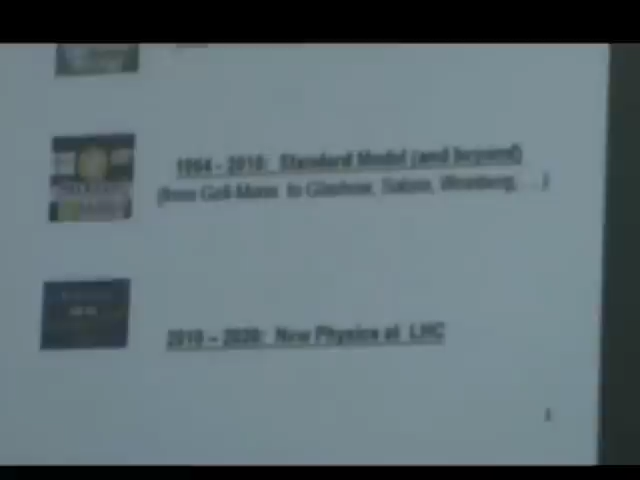 1964 - 2010: Standard Model (and beyond)
(from Gell-Mann to Glashow, Salam, Weinberg, ... )
2010 – 2020: New Physics at LHC